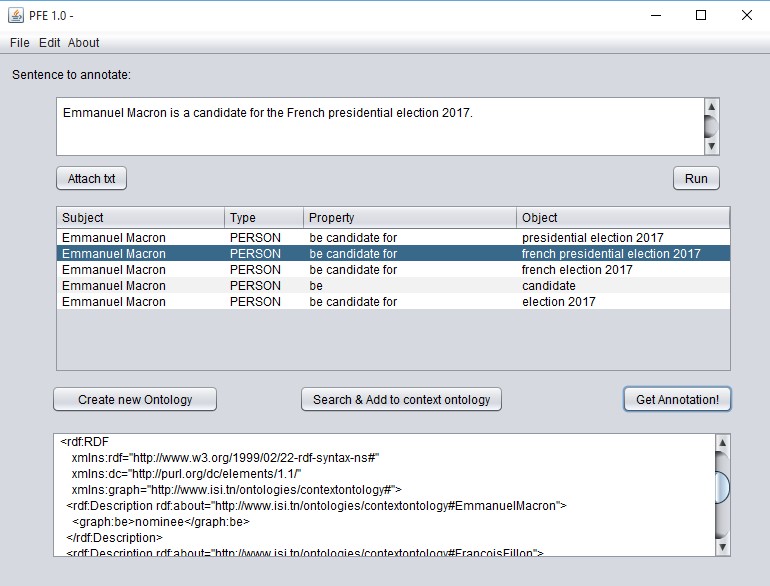 PFE 1.0 -
File Edit About
Sentence to annotate:
Emmanuel Macron is a candidate for the French presidential election 2017.
Attach txt Run
Subject Type Property Object
Emmanuel Macron PERSON be candidate for presidential election 2017
Emmanuel Macron PERSON be candidate for french presidential election 2017
Emmanuel Macron PERSON be candidate for french election 2017
Emmanuel Macron PERSON be candidate
Emmanuel Macron PERSON be candidate for election 2017
Create new Ontology Search & Add to context ontology Get Annotation!
<rdf:RDF
xmlns:rdf="http://www.w3.org/1999/02/22-rdf-syntax-ns#"
xmlns:dc="http://purl.org/dc/elements/1.1/"
xmlns:graph="http://www.isi.tn/ontologies/contextontology#">
<rdf:Description rdf:about="http://www.isi.tn/ontologies/contextontology#EmmanuelMacron">
<graph:be>nominee</graph:be>
</rdf:Description>
<rdf:Description rdf:about="http://www.isi.tn/ontologies/contextontology#FrancoisFillon">